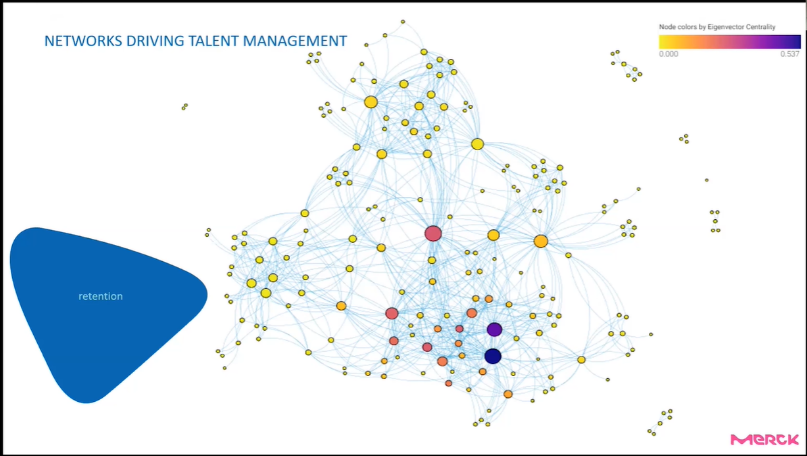 NETWORKS DRIVING TALENT MANAGEMENT
Node colors by Eigenvector Centrality
0.000 0.537
retention
MERCK